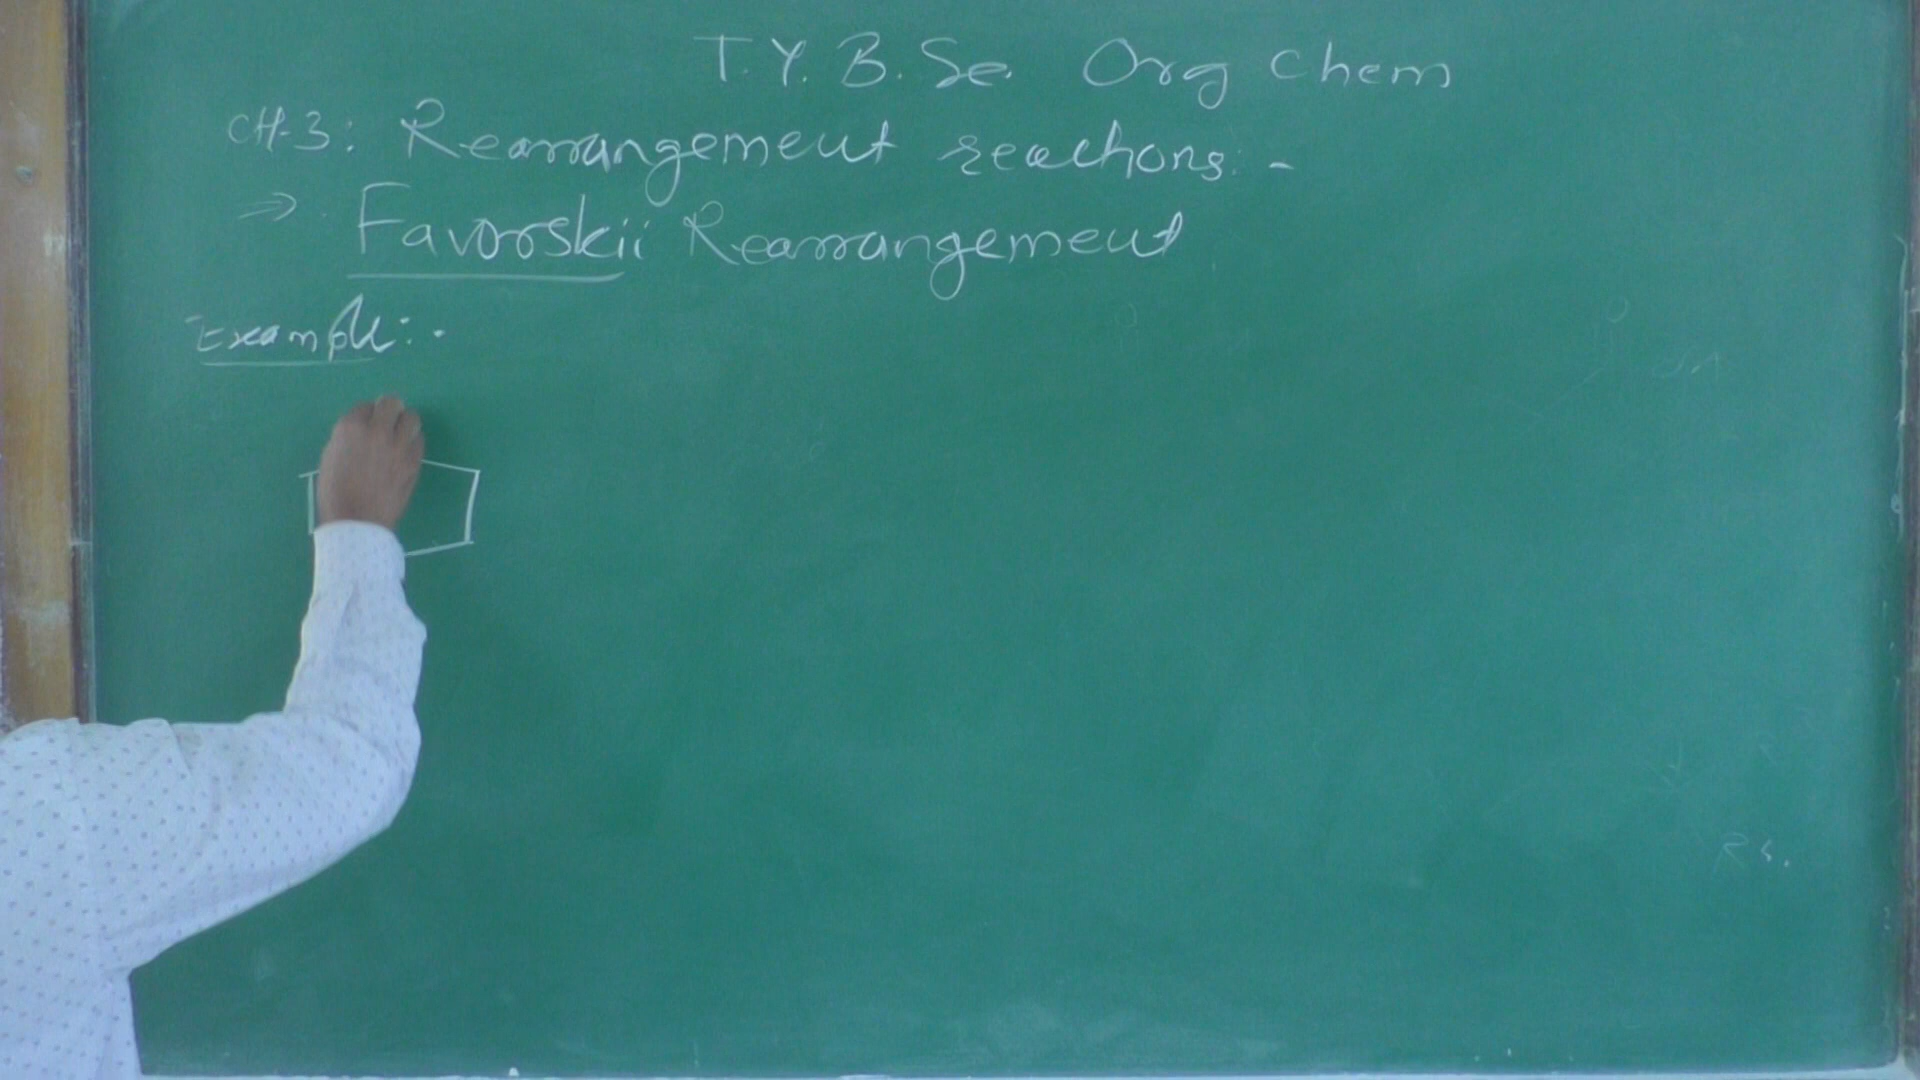 T.Y. B.Sc. Org Chem
CH-3: Rearrangement reactions:-
⇒ Favorskii Rearrangement
Example:-